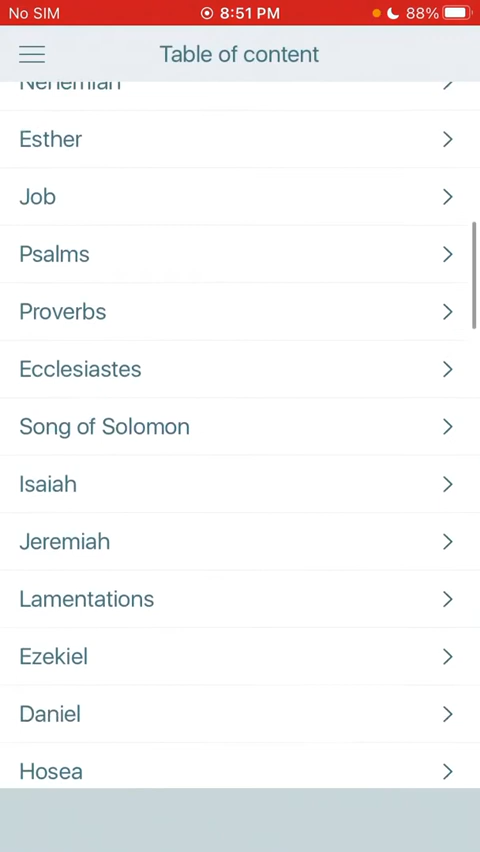 No SIM 8:51 PM 88%
Table of content
Nehemiah
Esther
Job
Psalms
Proverbs
Ecclesiastes
Song of Solomon
Isaiah
Jeremiah
Lamentations
Ezekiel
Daniel
Hosea